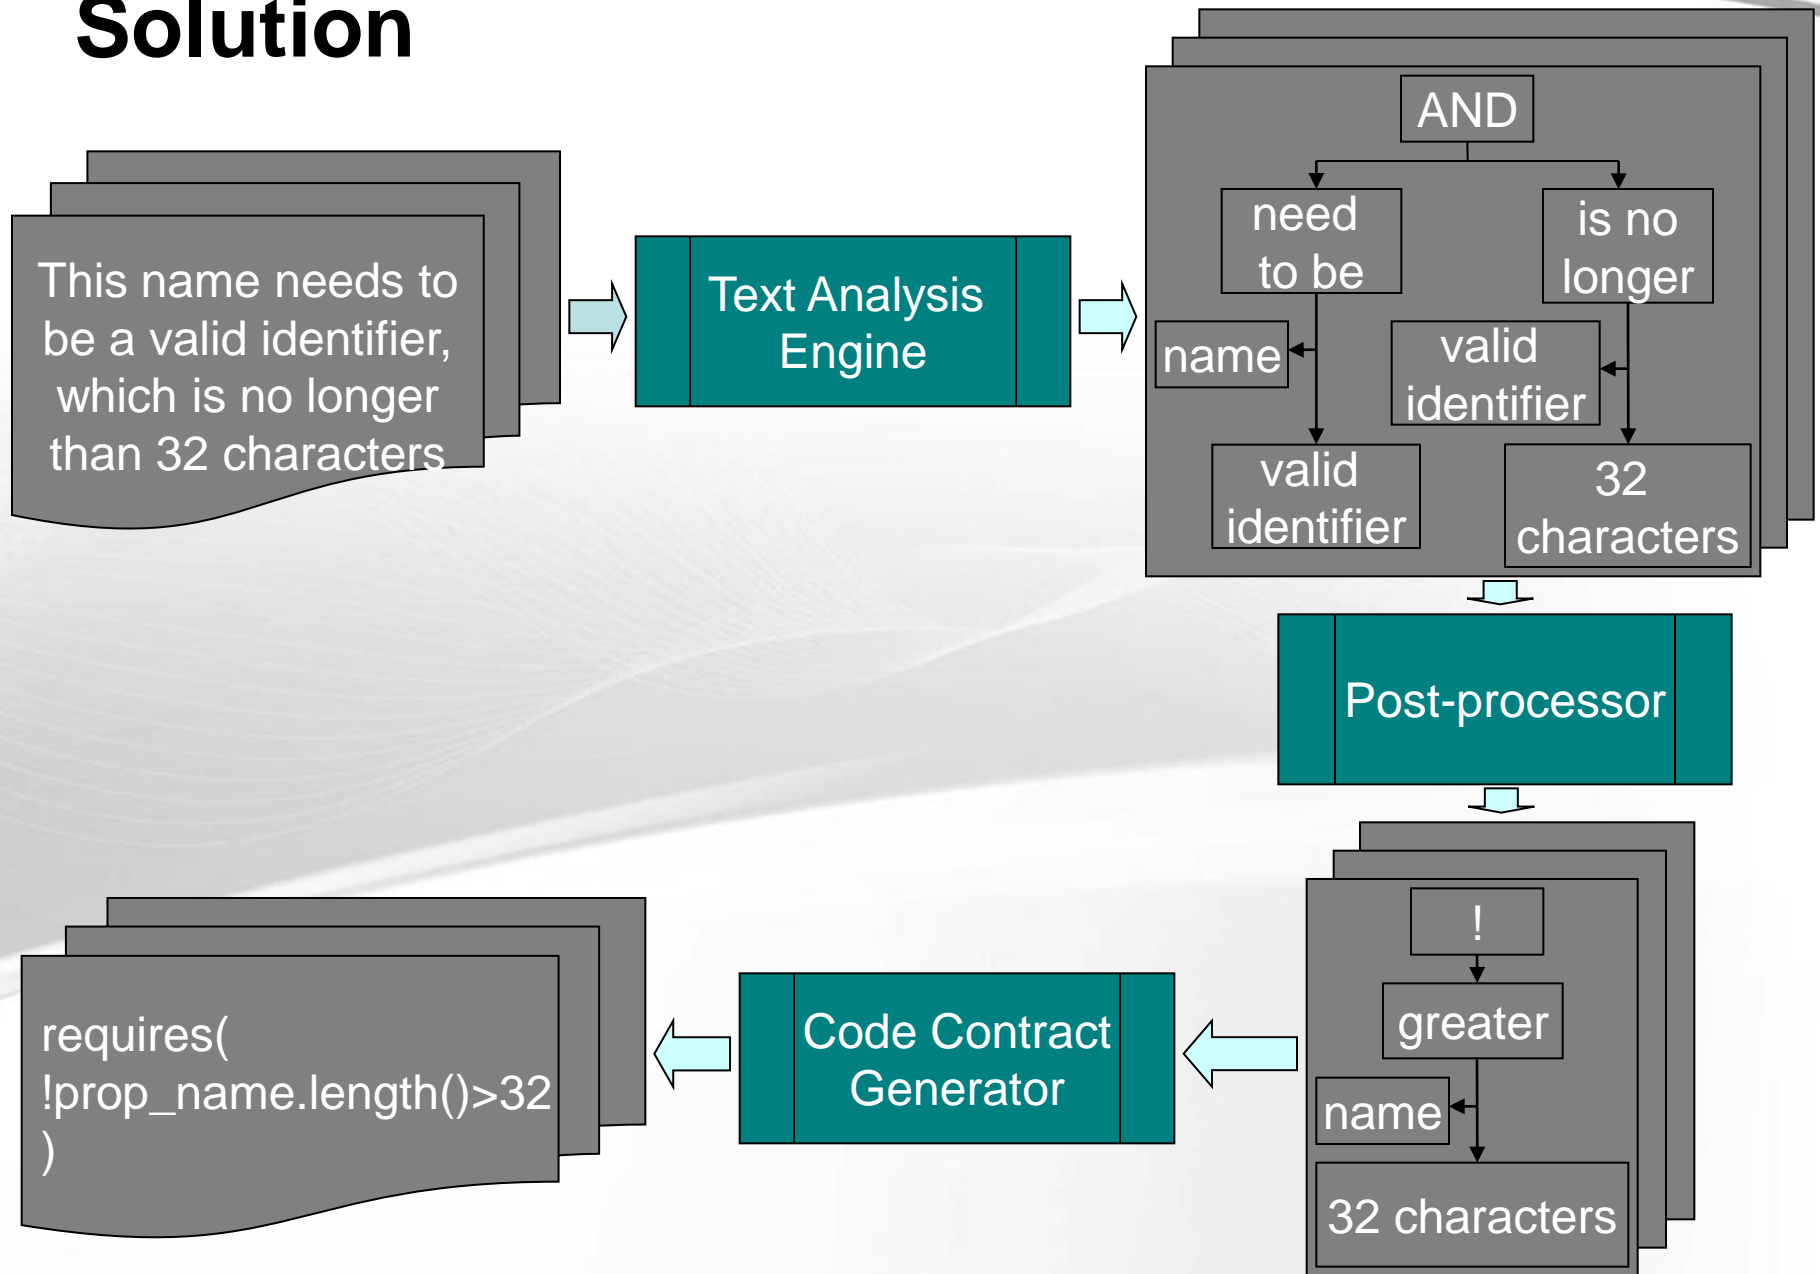 Solution
This name needs to
be a valid identifier,
which is no longer
than 32 characters
Text Analysis
Engine
AND
need
to be
is no
longer
name
valid
identifier
valid
identifier
32
characters
Post-processor
!
greater
name
32 characters
Code Contract
Generator
requires(
!prop_name.length()>32
)